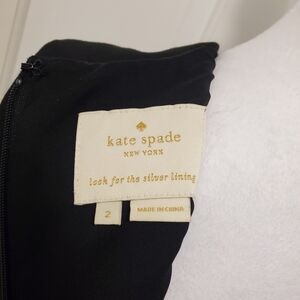 kate spade
NEW YORK
look for the silver lining
2
MADE IN CHINA